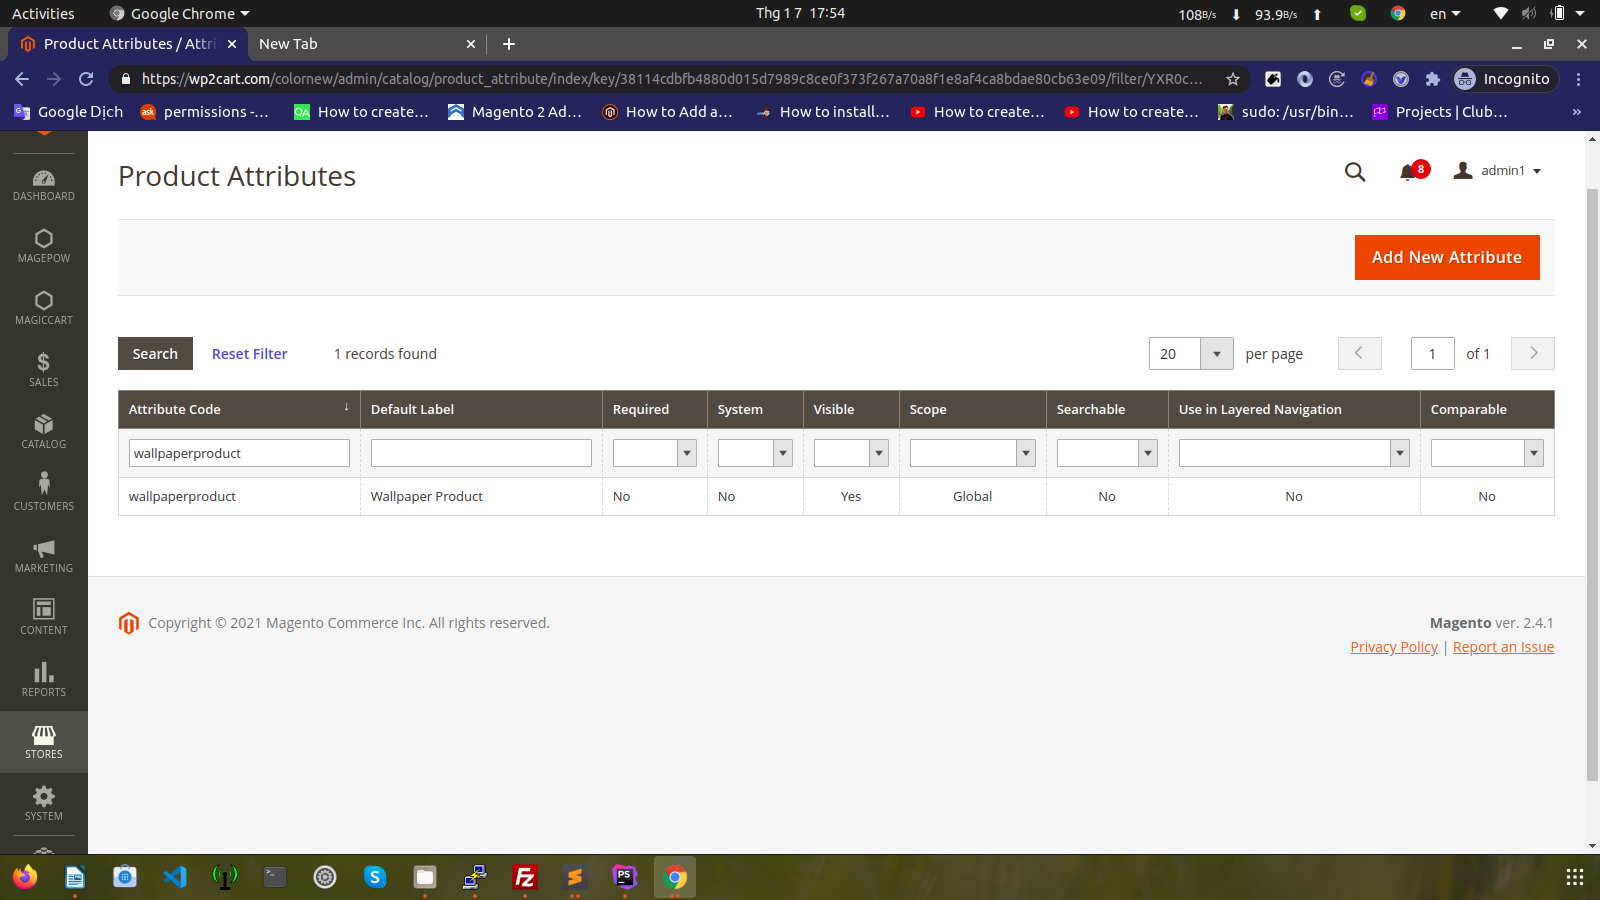 Activities
Google Chrome
Thg 1 7 17:54
108B/s
93.9B/s
en
Product Attributes / Attri
New Tab
https://wp2cart.com/colornew/admin/catalog/product_attribute/index/key/38114cdbfb4880d015d7989c8ce0f373f267a70a8f1e8af4ca8bdae80cb63e09/filter/YXR0c...
Incognito
Google Dịch
permissions -...
How to create...
Magento 2 Ad...
How to Add a...
How to install...
How to create...
How to create...
sudo: /usr/bin...
Projects | Club...
»
DASHBOARD
MAGEPOW
MAGICCART
SALES
CATALOG
CUSTOMERS
MARKETING
CONTENT
REPORTS
STORES
SYSTEM
Product Attributes
8
admin1
Add New Attribute
Search
Reset Filter
1 records found
20
per page
1
of 1
Attribute Code Default Label Required System Visible Scope Searchable Use in Layered Navigation Comparable
wallpaperproduct
wallpaperproduct Wallpaper Product No No Yes Global No No No
Copyright © 2021 Magento Commerce Inc. All rights reserved.
Magento ver. 2.4.1
Privacy Policy | Report an Issue